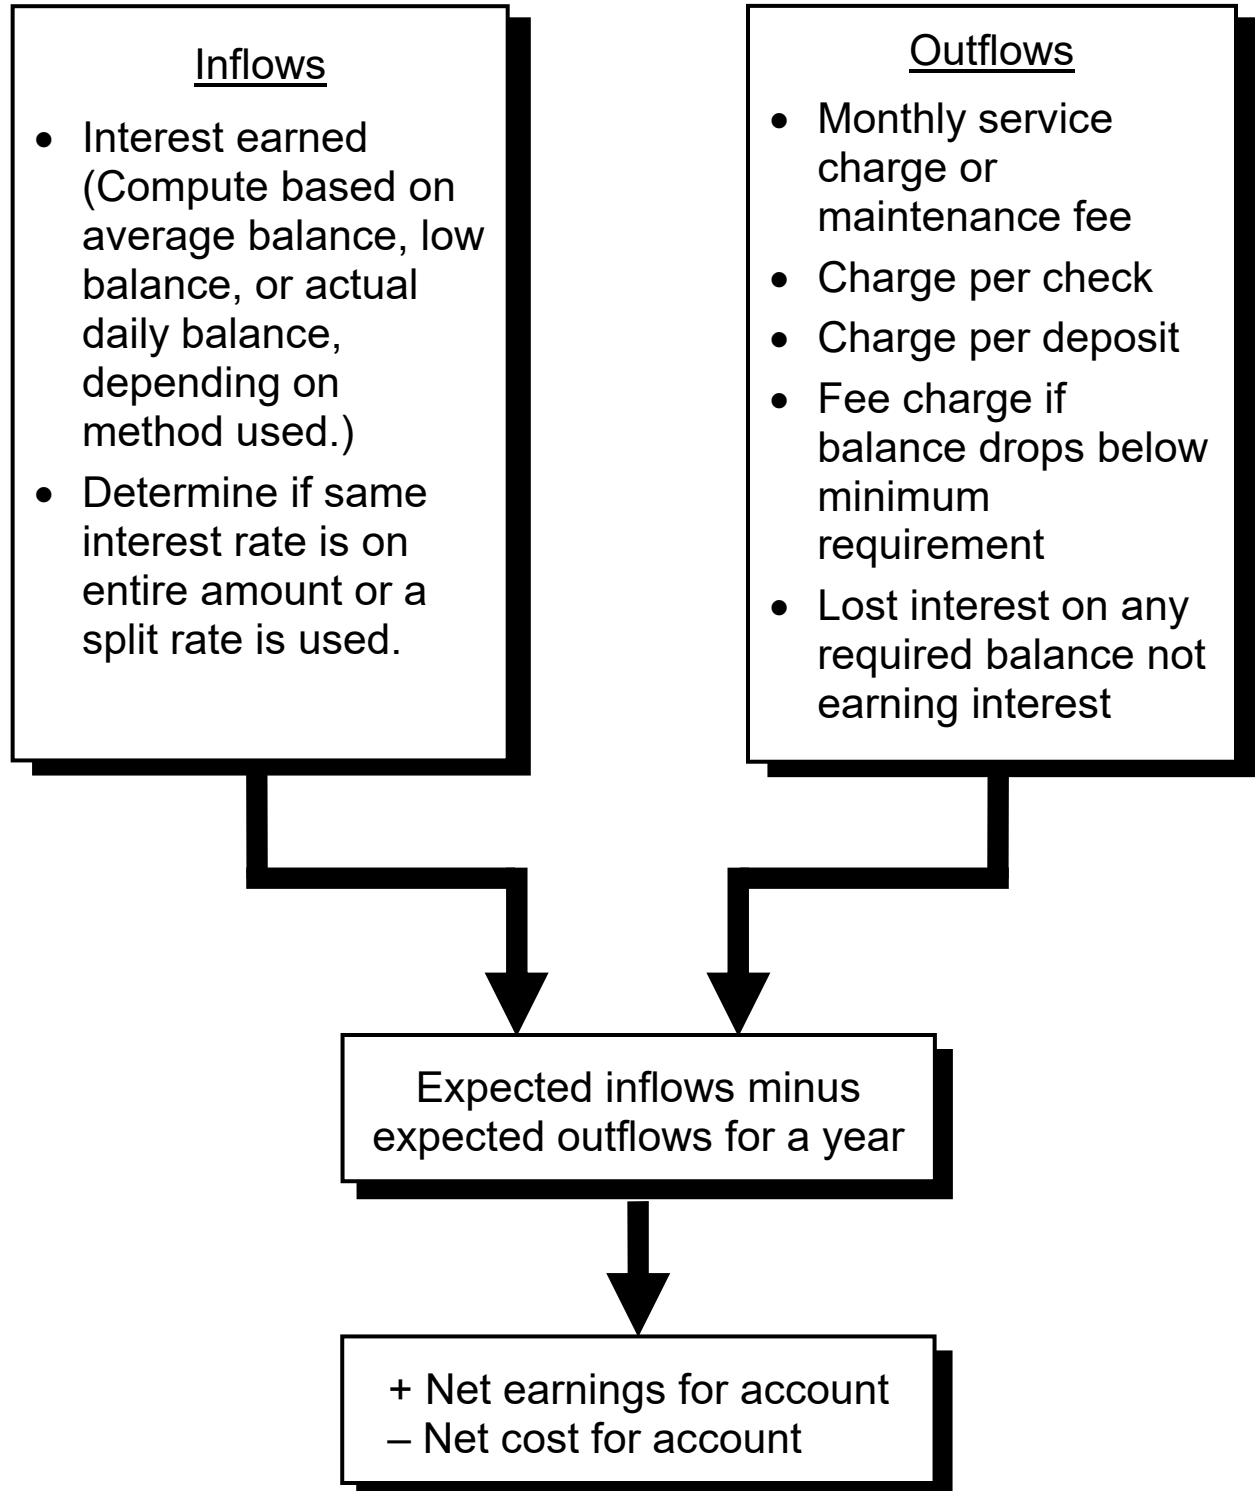 Inflows
• Interest earned
(Compute based on
average balance, low
balance, or actual
daily balance,
depending on
method used.)
• Determine if same
interest rate is on
entire amount or a
split rate is used.
Outflows
• Monthly service
charge or
maintenance fee
• Charge per check
• Charge per deposit
• Fee charge if
balance drops below
minimum
requirement
• Lost interest on any
required balance not
earning interest
Expected inflows minus
expected outflows for a year
+ Net earnings for account
– Net cost for account